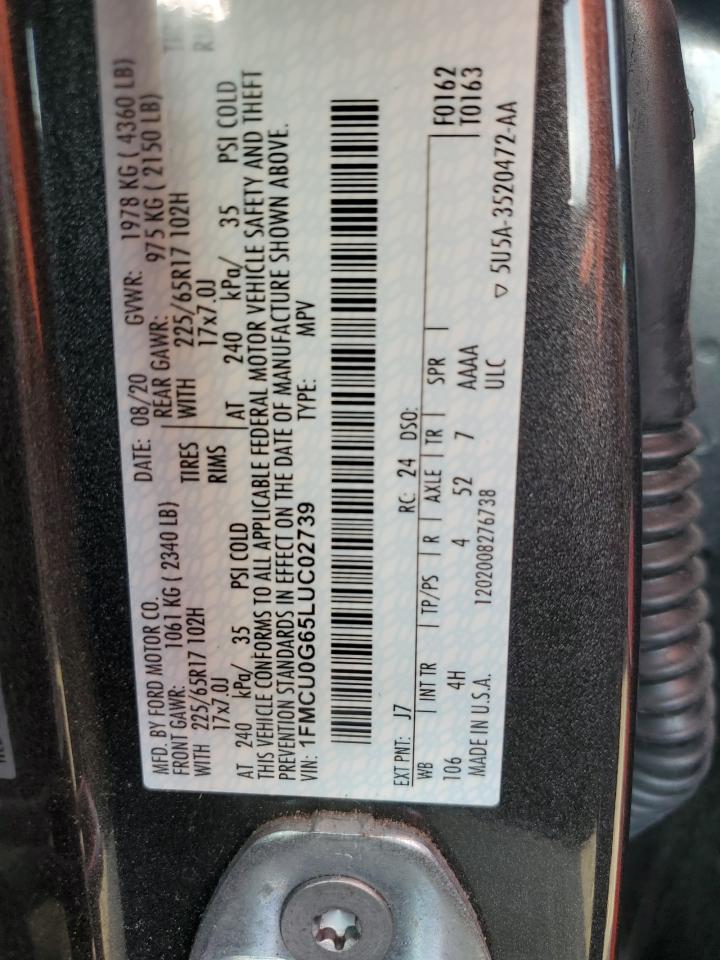 MFD. BY FORD MOTOR CO. DATE: 08/20 GVWR: 1978 KG ( 4360 LB)
FRONT GAWR: 1061 KG ( 2340 LB) REAR GAWR: 975 KG ( 2150 LB)
WITH 225/65R17 102H TIRES WITH 225/65R17 102H
17x7.0J RIMS 17x7.0J
AT 240 kPa/ 35 PSI COLD AT 240 kPa/ 35 PSI COLD
THIS VEHICLE CONFORMS TO ALL APPLICABLE FEDERAL MOTOR VEHICLE SAFETY AND THEFT
PREVENTION STANDARDS IN EFFECT ON THE DATE OF MANUFACTURE SHOWN ABOVE.
VIN: 1FMCU0G65LUC02739 TYPE: MPV
EXT PNT: J7 RC: 24 DSO: F0162
WB INT TR TP/PS R AXLE TR SPR T0163
106 4H 4 52 7 AAAA
MADE IN U.S.A. 1202008276738 ULC
▽ 5U5A-3520472-AA